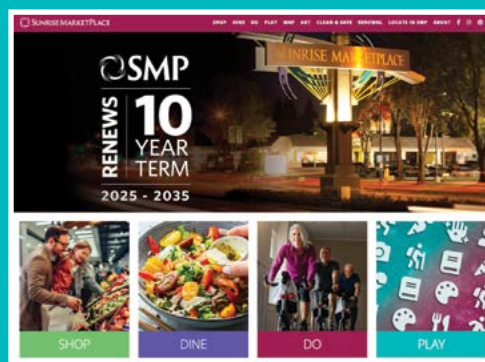 SUNRISE MARKETPLACE
SHOP DINE DO PLAY MAP ART CLEAN & SAFE RENEWAL LOCATE IN SMP ABOUT
SUNRISE MARKETPLACE
SMP
RENEWS
10
YEAR
TERM
2025 - 2035
SHOP
DINE
DO
PLAY